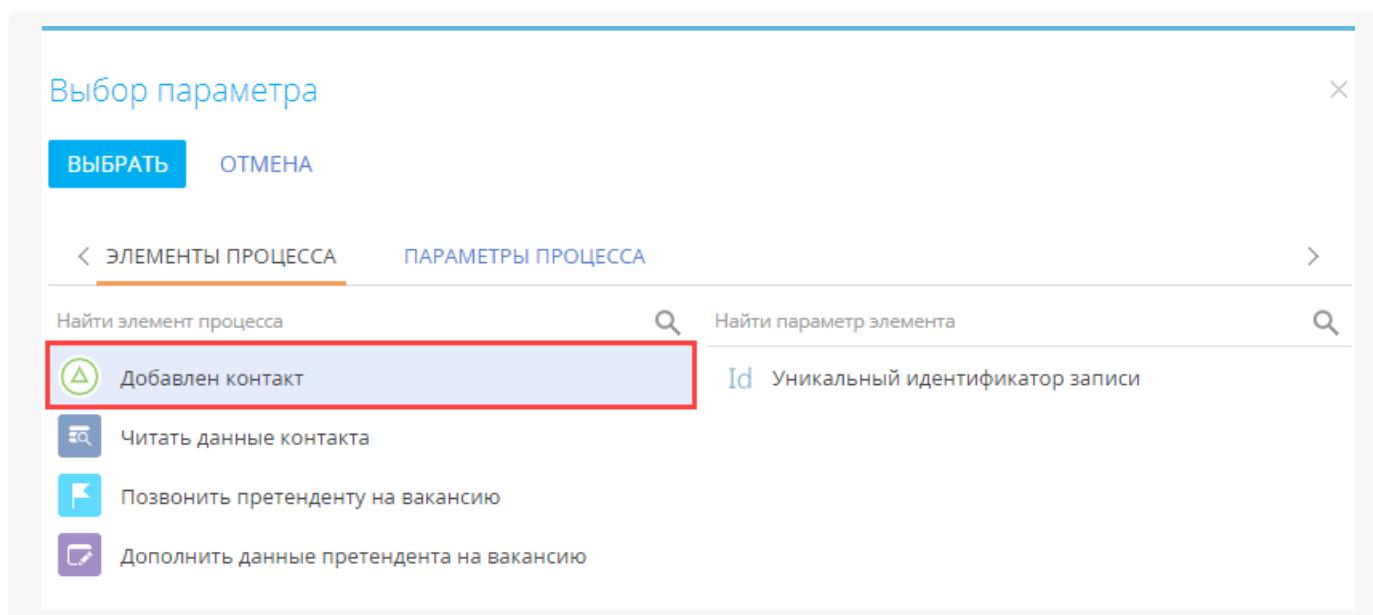 Выбор параметра
ВЫБРАТЬ ОТМЕНА
ЭЛЕМЕНТЫ ПРОЦЕССА ПАРАМЕТРЫ ПРОЦЕССА
Найти элемент процесса Найти параметр элемента
Добавлен контакт Id Уникальный идентификатор записи
Читать данные контакта
Позвонить претенденту на вакансию
Дополнить данные претендента на вакансию